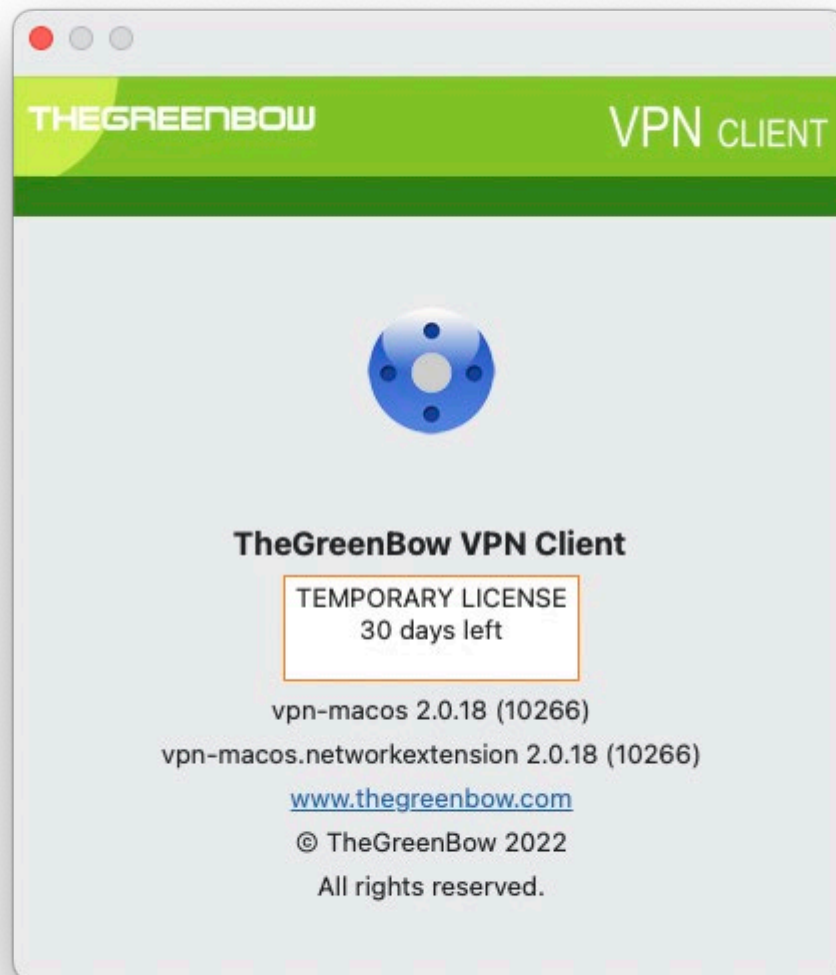 THEGREENBOW
VPN CLIENT
TheGreenBow VPN Client
TEMPORARY LICENSE
30 days left
vpn-macos 2.0.18 (10266)
vpn-macos.networkextension 2.0.18 (10266)
www.thegreenbow.com
© TheGreenBow 2022
All rights reserved.